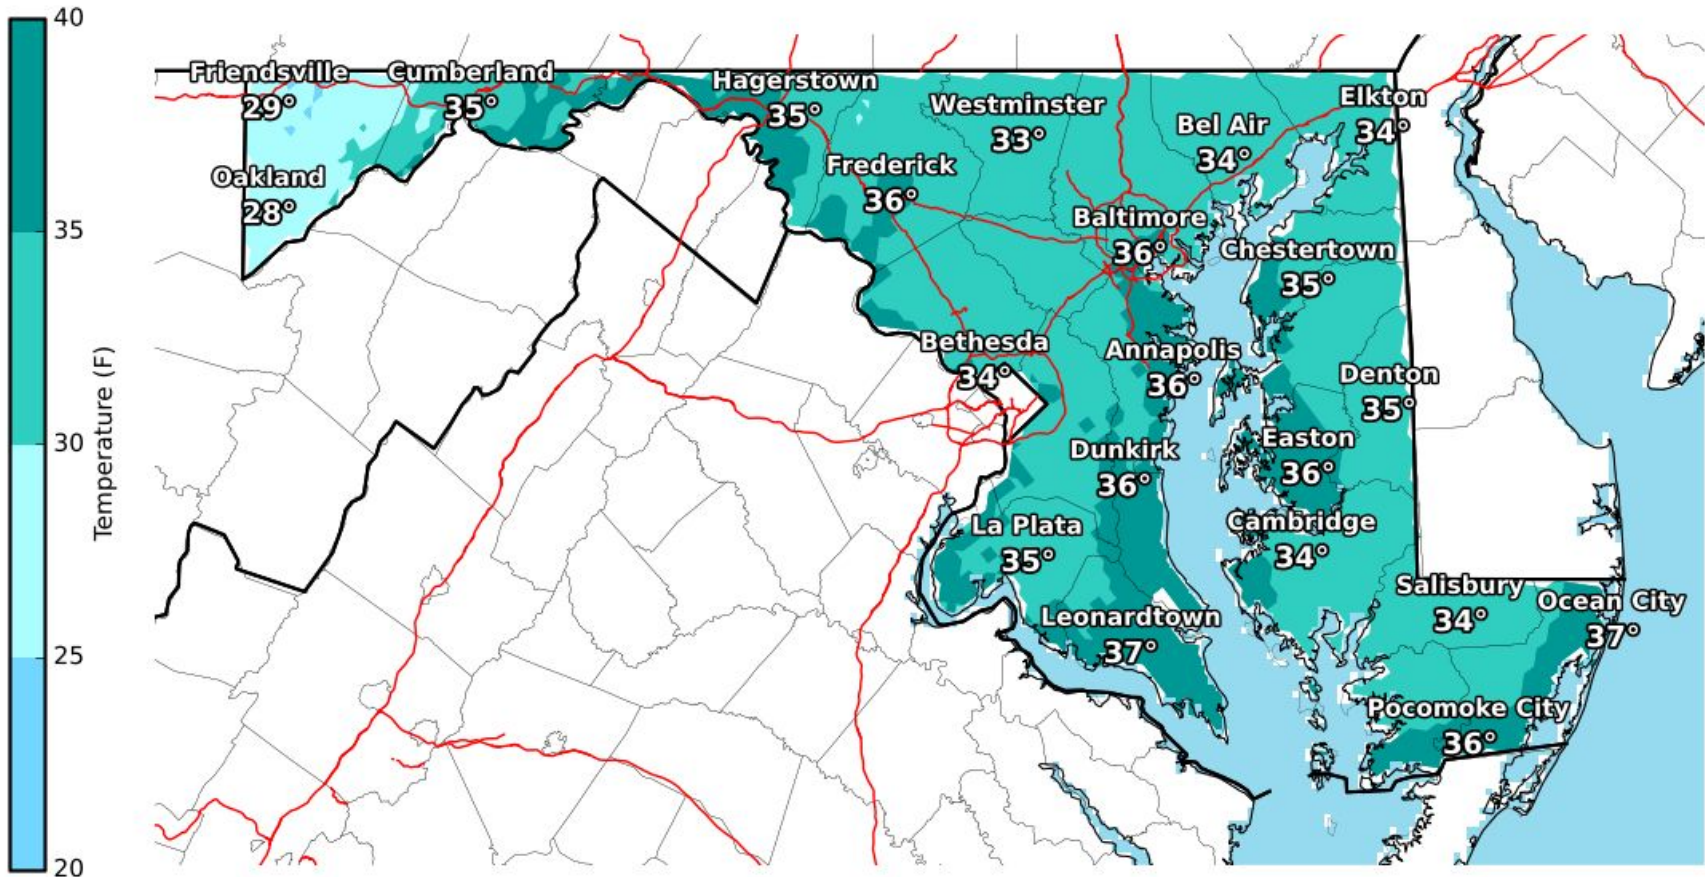 40
35
30
25
20
Temperature (F)
Friendsville
29°
Cumberland
35°
Hagerstown
35°
Westminster
33°
Bel Air
34°
Elkton
34°
Oakland
28°
Frederick
36°
Baltimore
36°
Chestertown
35°
Bethesda
34°
Annapolis
36°
Denton
35°
Dunkirk
36°
Easton
36°
La Plata
35°
Cambridge
34°
Salisbury
34°
Ocean City
37°
Leonardtown
37°
Pocomoke City
36°